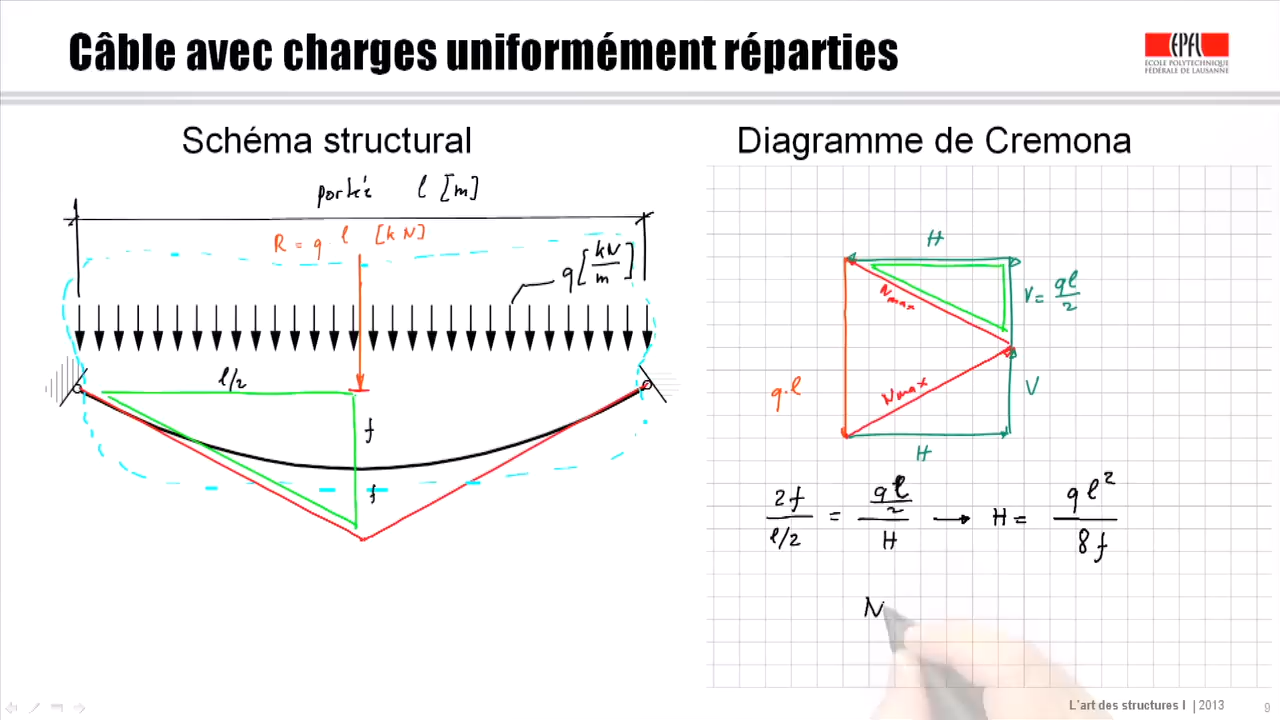 Câble avec charges uniformément réparties
EPFL
ÉCOLE POLYTECHNIQUE
FÉDÉRALE DE LAUSANNE
Schéma structural
portée l [m]
R = q l [kN]
q [kN/m]
l/2
f
f
Diagramme de Cremona
H
Nmax
V = ql/2
q.l
Nmax
V
H
2f/l/2 = ql/2/H → H = ql²/8f
N
L'art des structures I | 2013
9